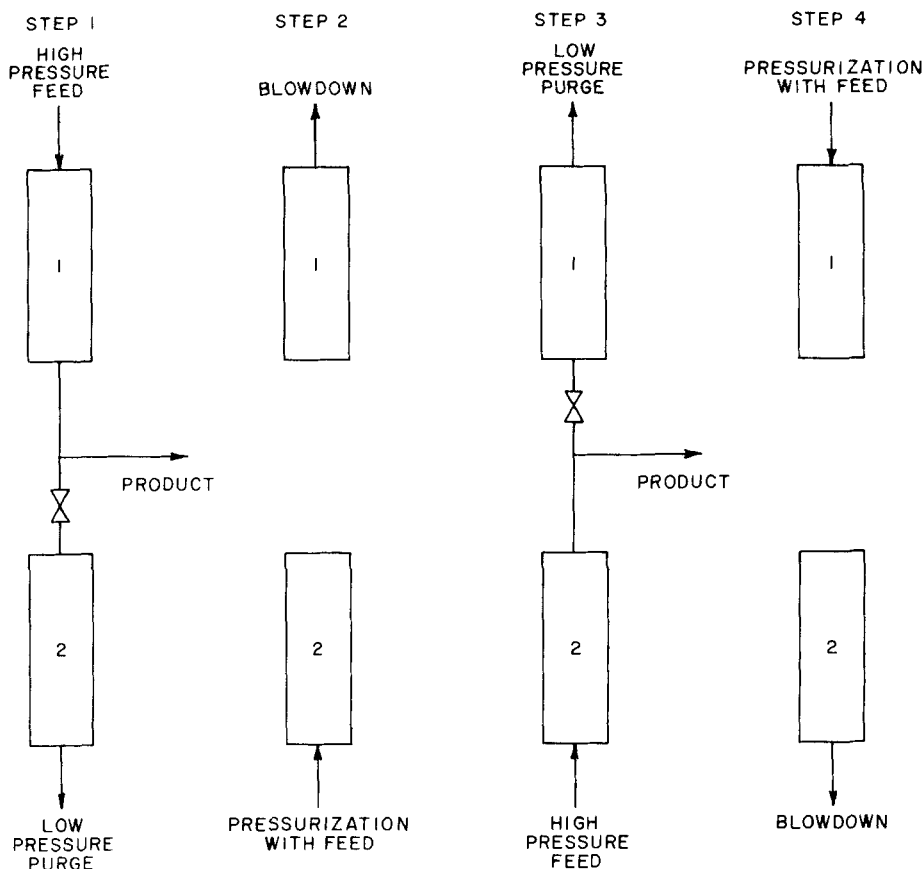 STEP 1
HIGH
PRESSURE
FEED
1
PRODUCT
2
LOW
PRESSURE
PURGE
STEP 2
BLOWDOWN
1
2
PRESSURIZATION
WITH FEED
STEP 3
LOW
PRESSURE
PURGE
1
PRODUCT
2
HIGH
PRESSURE
FEED
STEP 4
PRESSURIZATION
WITH FEED
1
2
BLOWDOWN